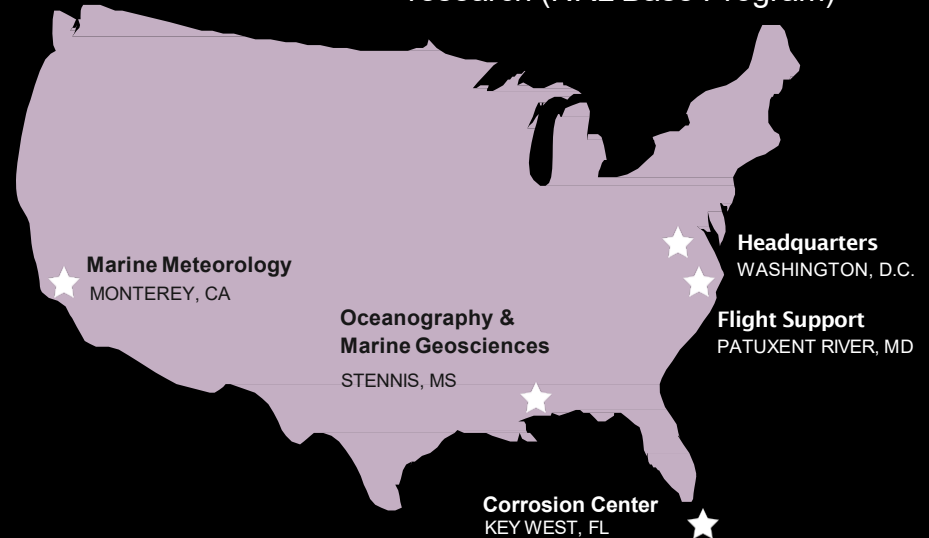 Marine Meteorology
MONTEREY, CA
Headquarters
WASHINGTON, D.C.
Oceanography &
Marine Geosciences
STENNIS, MS
Flight Support
PATUXENT RIVER, MD
Corrosion Center
KEY WEST, FL